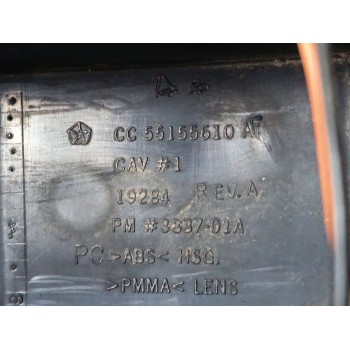 CC 55155610 AF
CAV #1
19284 REV. A
PM #3837-01A
PC >ABS< HSG.
>PMMA< LENS